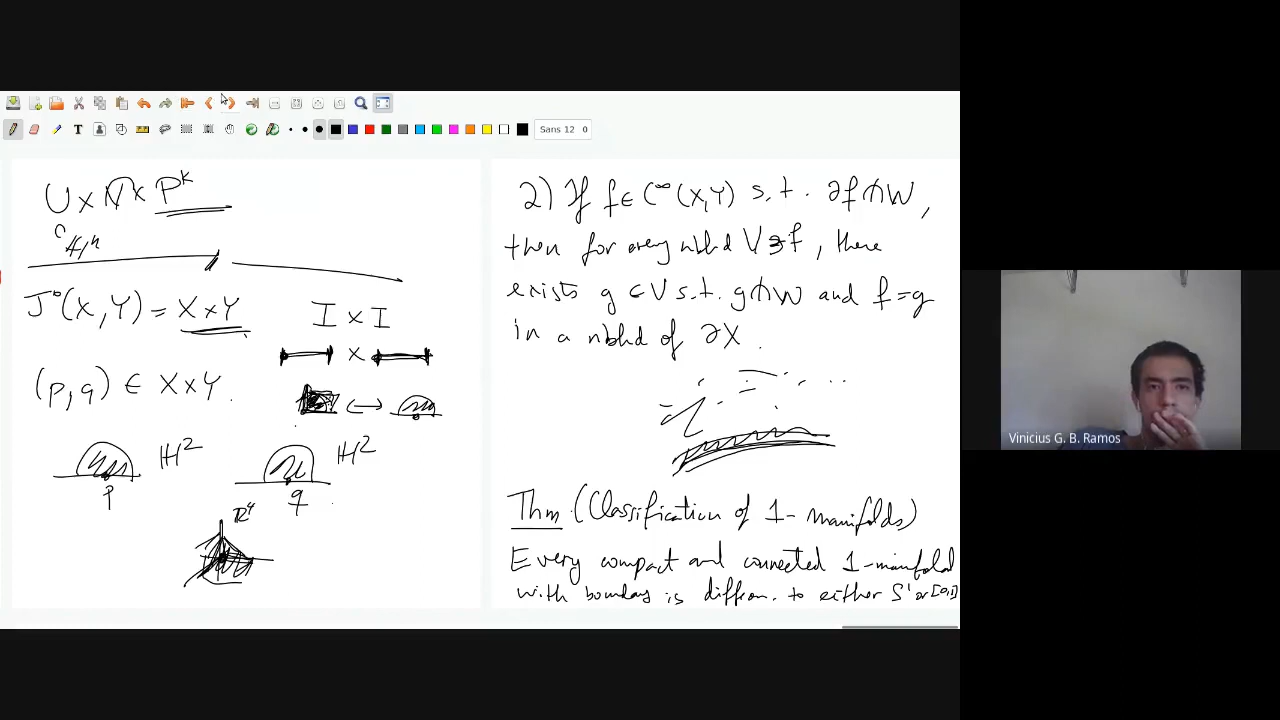 Sans 12
U × N × P^k
J^0(X, Y) = X × Y
I × I
×
(p, q) ∈ X × Y.
ℍ^2
ℍ^2
p
q
ℝ^4
2) If f ∈ C^∞(X,Y) s.t. ∂f ⋔ W,
then for every nbhd V ∋ f, there
exists g ∈ V s.t. g ⋔ W and f = g
in a nbhd of ∂X.
Thm (Classification of 1-manifolds)
Every compact and connected 1-manifold
with boundary is diffeom. to either S^1 or [0,1]
Vinicius G. B. Ramos